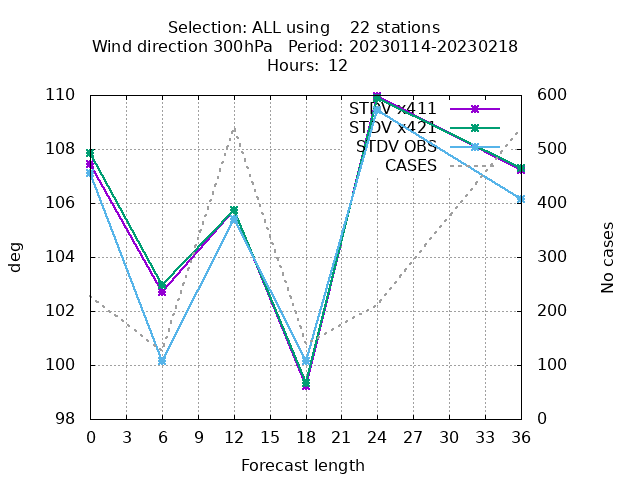 Selection: ALL using    22 stations
Wind direction 300hPa   Period: 20230114-20230218
Hours: 12
110 600
STDV x411
STDV x421
108 500
STDV OBS
CASES
106 400
deg
104 300
No cases
102 200
100 100
98 0
0 3 6 9 12 15 18 21 24 27 30 33 36
Forecast length